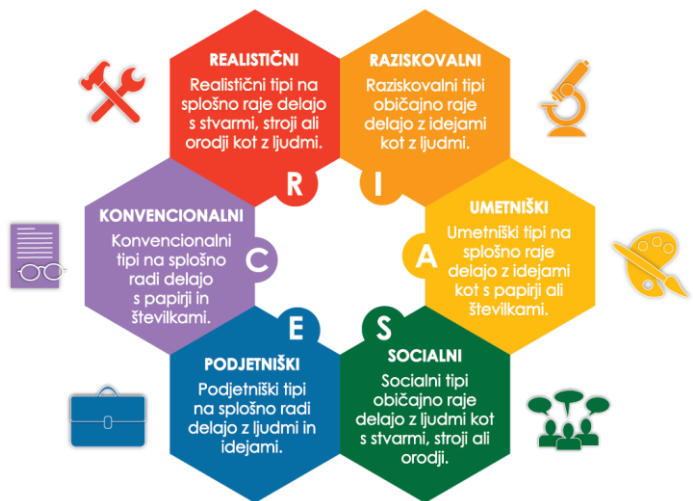 REALISTIČNI
Realistični tipi na
splošno raje delajo
s stvarmi, stroji ali
orodji kot z ljudmi.
R
RAZISKOVALNI
Raziskovalni tipi
običajno raje
delajo z idejami
kot z ljudmi.
I
KONVENCIONALNI
Konvencionalni
tipi na splošno
radi delajo
s papirji in
številkami.
C
UMETNIŠKI
Umetniški tipi na
splošno raje
delajo z idejami
kot s papirji ali
številkami.
A
PODJETNIŠKI
Podjetniški tipi
na splošno radi
delajo z ljudmi in
idejami.
E
SOCIALNI
Socialni tipi
običajno raje
delajo z ljudmi kot
s stvarmi, stroji ali
orodji.
S